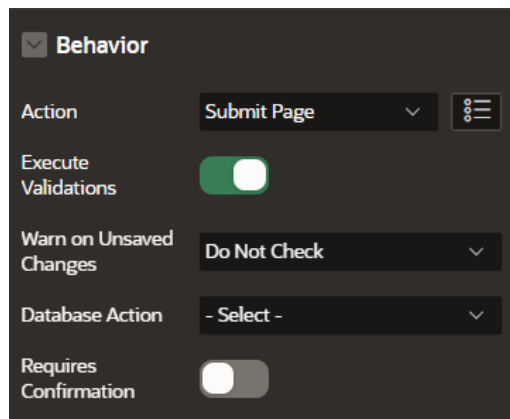 Behavior
Action
Submit Page
Execute
Validations
Warn on Unsaved
Changes
Do Not Check
Database Action
- Select -
Requires
Confirmation